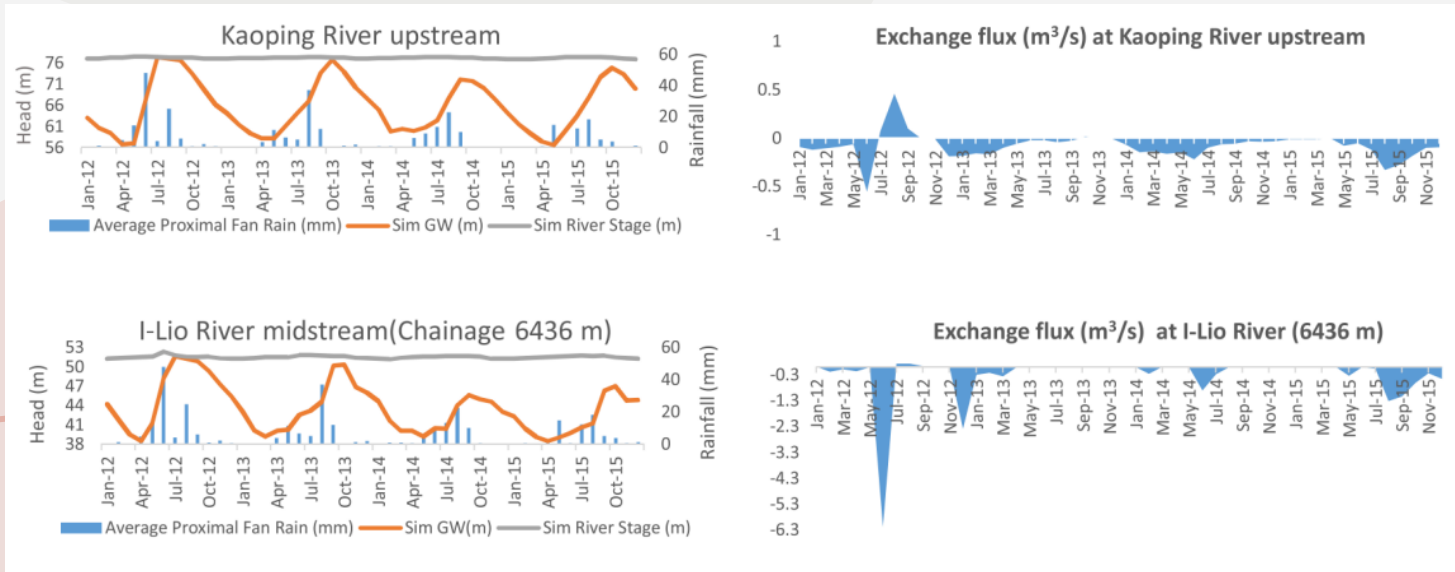 Kaoping River upstream
Head (m)
76
71
66
61
56
60
40
20
0
Rainfall (mm)
Jan-12
Apr-12
Jul-12
Oct-12
Jan-13
Apr-13
Jul-13
Oct-13
Jan-14
Apr-14
Jul-14
Oct-14
Jan-15
Apr-15
Jul-15
Oct-15
Average Proximal Fan Rain (mm) Sim GW (m) Sim River Stage (m)
Exchange flux (m³/s) at Kaoping River upstream
1
0.5
0
-0.5
-1
Jan-12
Mar-12
May-12
Jul-12
Sep-12
Nov-12
Jan-13
Mar-13
May-13
Jul-13
Sep-13
Nov-13
Jan-14
Mar-14
May-14
Jul-14
Sep-14
Nov-14
Jan-15
Mar-15
May-15
Jul-15
Sep-15
Nov-15
I-Lio River midstream(Chainage 6436 m)
Head (m)
53
50
47
44
41
38
60
40
20
0
Rainfall (mm)
Jan-12
Apr-12
Jul-12
Oct-12
Jan-13
Apr-13
Jul-13
Oct-13
Jan-14
Apr-14
Jul-14
Oct-14
Jan-15
Apr-15
Jul-15
Oct-15
Average Proximal Fan Rain (mm) Sim GW(m) Sim River Stage (m)
Exchange flux (m³/s) at I-Lio River (6436 m)
-0.3
-1.3
-2.3
-3.3
-4.3
-5.3
-6.3
Jan-12
Mar-12
May-12
Jul-12
Sep-12
Nov-12
Jan-13
Mar-13
May-13
Jul-13
Sep-13
Nov-13
Jan-14
Mar-14
May-14
Jul-14
Sep-14
Nov-14
Jan-15
Mar-15
May-15
Jul-15
Sep-15
Nov-15